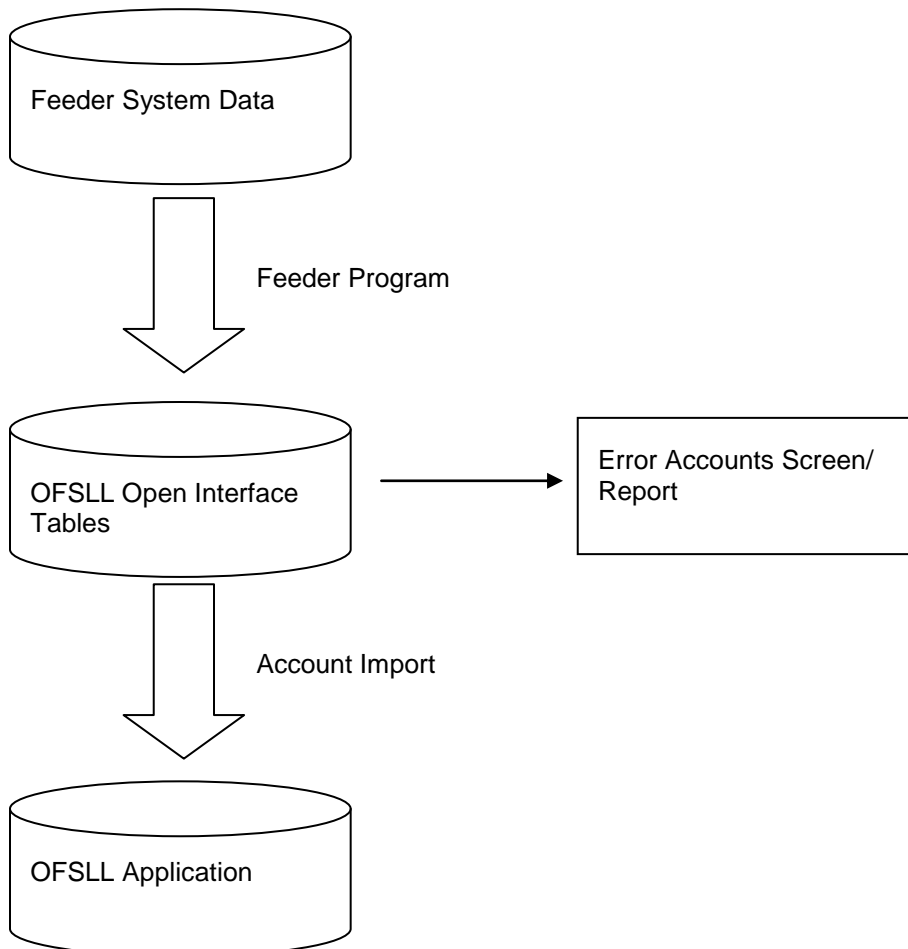 Feeder System Data
Feeder Program
OFSLL Open Interface
Tables
Error Accounts Screen/
Report
Account Import
OFSLL Application